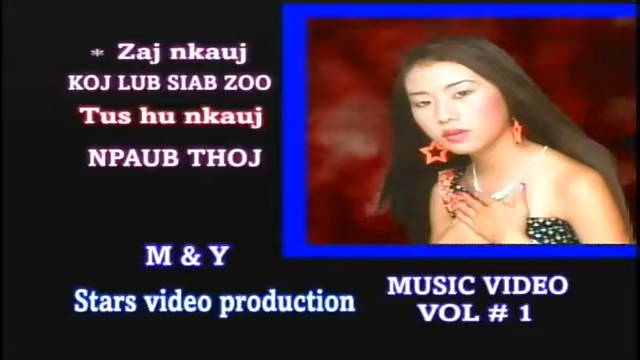 * Zaj nkauj
KOJ LUB SIAB ZOO
Tus hu nkauj
NPAUB THOJ
M & Y
Stars video production
MUSIC VIDEO
VOL # 1